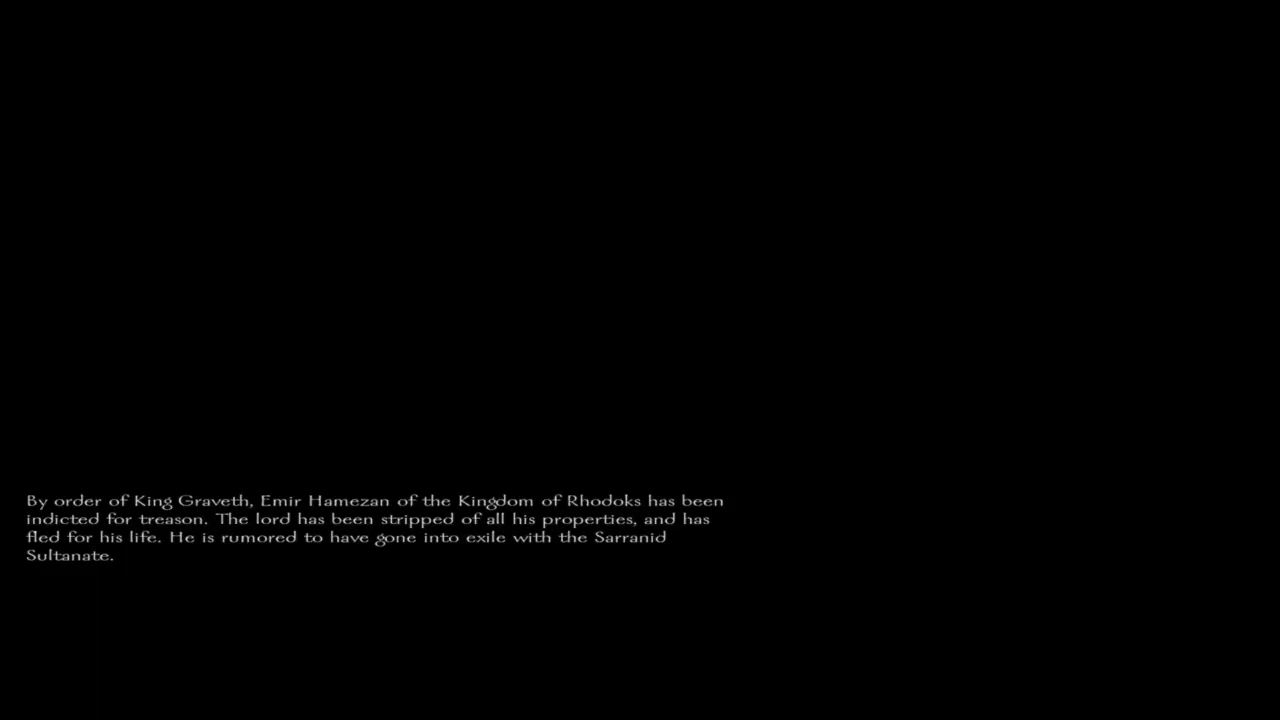 By order of King Graveth, Emir Hamezan of the Kingdom of Rhodoks has been
indicted for treason. The lord has been stripped of all his properties, and has
fled for his life. He is rumored to have gone into exile with the Sarranid
Sultanate.